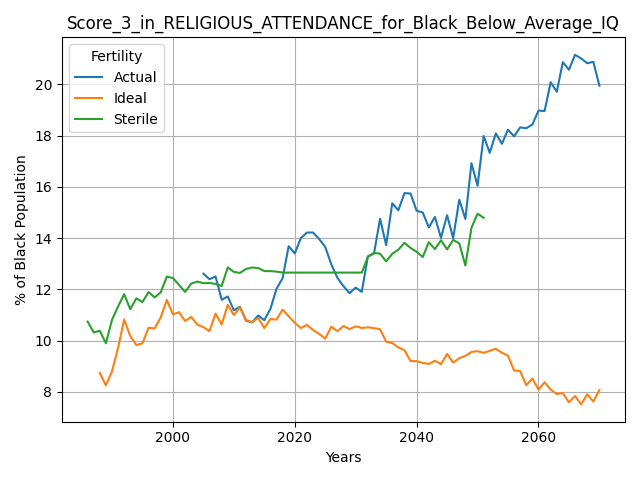 Score_3_in_RELIGIOUS_ATTENDANCE_for_Black_Below_Average_IQ
Fertility
Actual
Ideal
Sterile
% of Black Population
20
18
16
14
12
10
8
2000 2020 2040 2060
Years